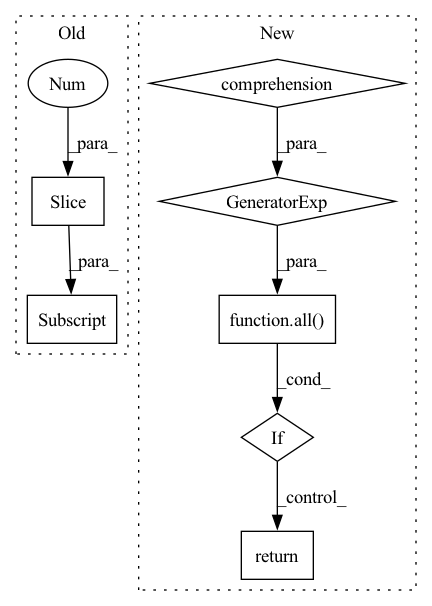 Old
New
Num
comprehension
_para_
_para_
Slice
GeneratorExp
_para_
_para_
Subscript
function.all()
_cond_
If
_control_
return